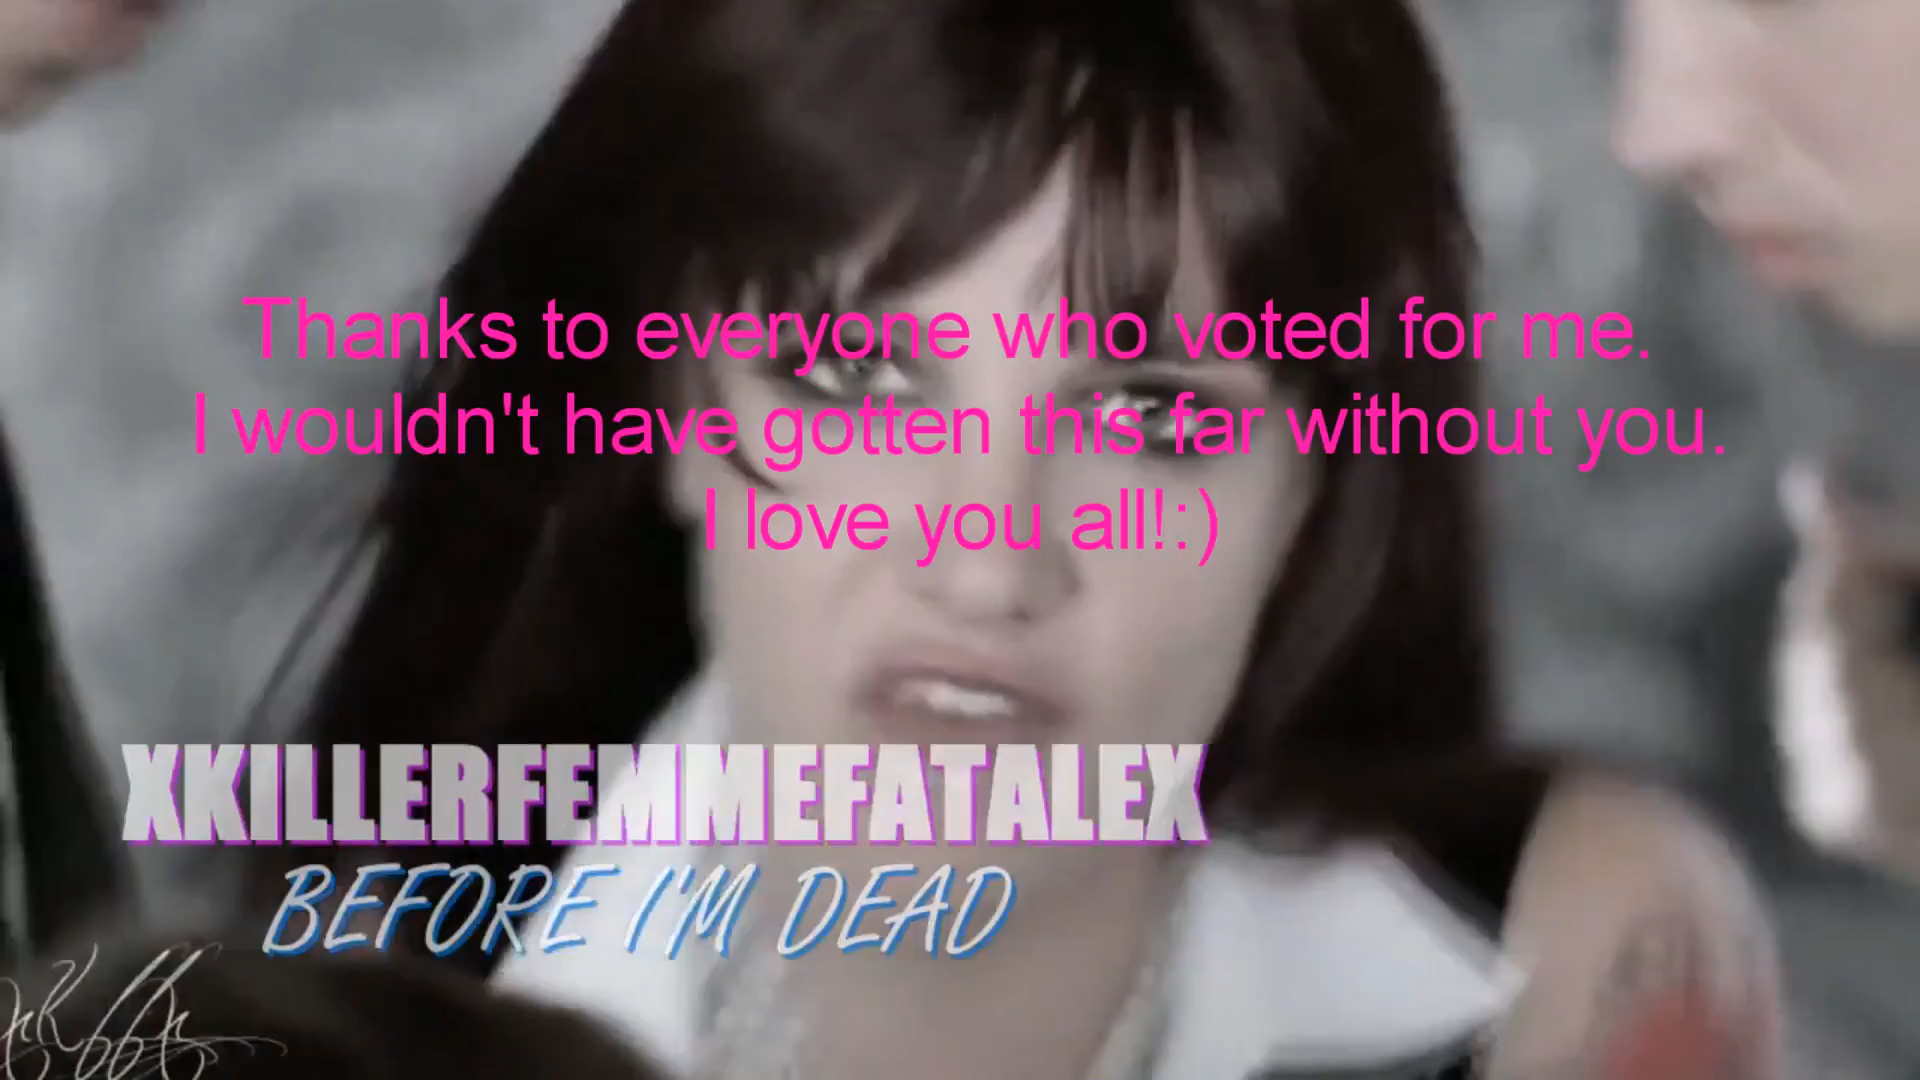 Thanks to everyone who voted for me.
I wouldn't have gotten this far without you.
I love you all!:)
XKILLERFEMMEFATALEX
BEFORE I'M DEAD